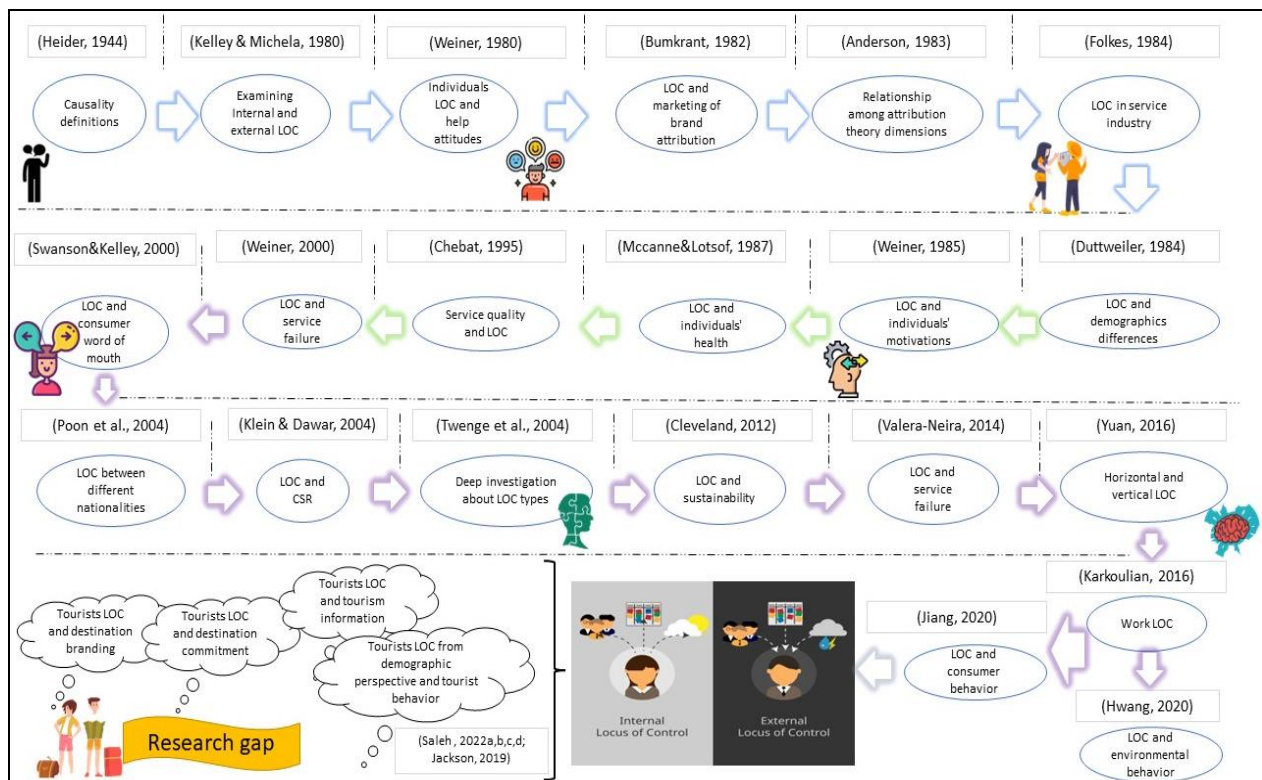 (Heider, 1944)
(Kelley & Michela, 1980)
(Weiner, 1980)
(Bumkrant, 1982)
(Anderson, 1983)
(Folkes, 1984)
Causality
definitions
Examining
Internal and
external LOC
Individuals
LOC and
help
attitudes
LOC and
marketing of
brand
attribution
Relationship
among attribution
theory dimensions
LOC in service
industry
(Swanson&Kelley, 2000)
(Weiner, 2000)
(Chebat, 1995)
(Mccanne&Lotsof, 1987)
(Weiner, 1985)
(Duttweiler, 1984)
LOC and
consumer
word of
mouth
LOC and
service
failure
Service quality
and LOC
LOC and
individuals'
health
LOC and
individuals'
motivations
LOC and
demographics
differences
(Poon et al., 2004)
(Klein & Dawar, 2004)
(Twenge et al., 2004)
(Cleveland, 2012)
(Valera-Neira, 2014)
(Yuan, 2016)
LOC between
different
nationalities
LOC and
CSR
Deep investigation
about LOC types
LOC and
sustainability
LOC and
service
failure
Horizontal and
vertical LOC
(Karkoulian, 2016)
Work LOC
(Jiang, 2020)
LOC and
consumer
behavior
(Hwang, 2020)
LOC and
environmental
behavior
Internal
Locus of Control
External
Locus of Control
Tourists LOC
and destination
branding
Tourists LOC
and destination
commitment
Tourists LOC
and tourism
information
Tourists LOC from
demographic
perspective and tourist
behavior
(Saleh , 2022a,b,c,d;
Jackson, 2019)
Research gap